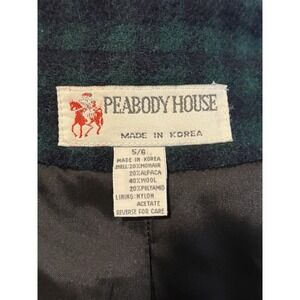 PEABODY HOUSE
MADE IN KOREA
5/6
MADE IN KOREA
SHELL:20%MOHAIR
20%ALPACA
40%WOOL
20%POLYAMID
LINING:NYLON
ACETATE
REVERSE FOR CARE